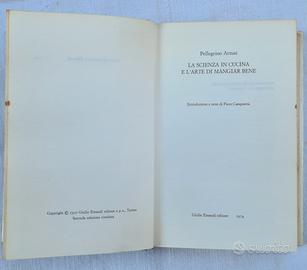 Copyright © 1970 Giulio Einaudi editore s.p.a., Torino
Seconda edizione riveduta
Pellegrino Artusi
LA SCIENZA IN CUCINA
E L'ARTE DI MANGIAR BENE
Introduzione e note di Piero Camporesi
Giulio Einaudi editore 1974
subito